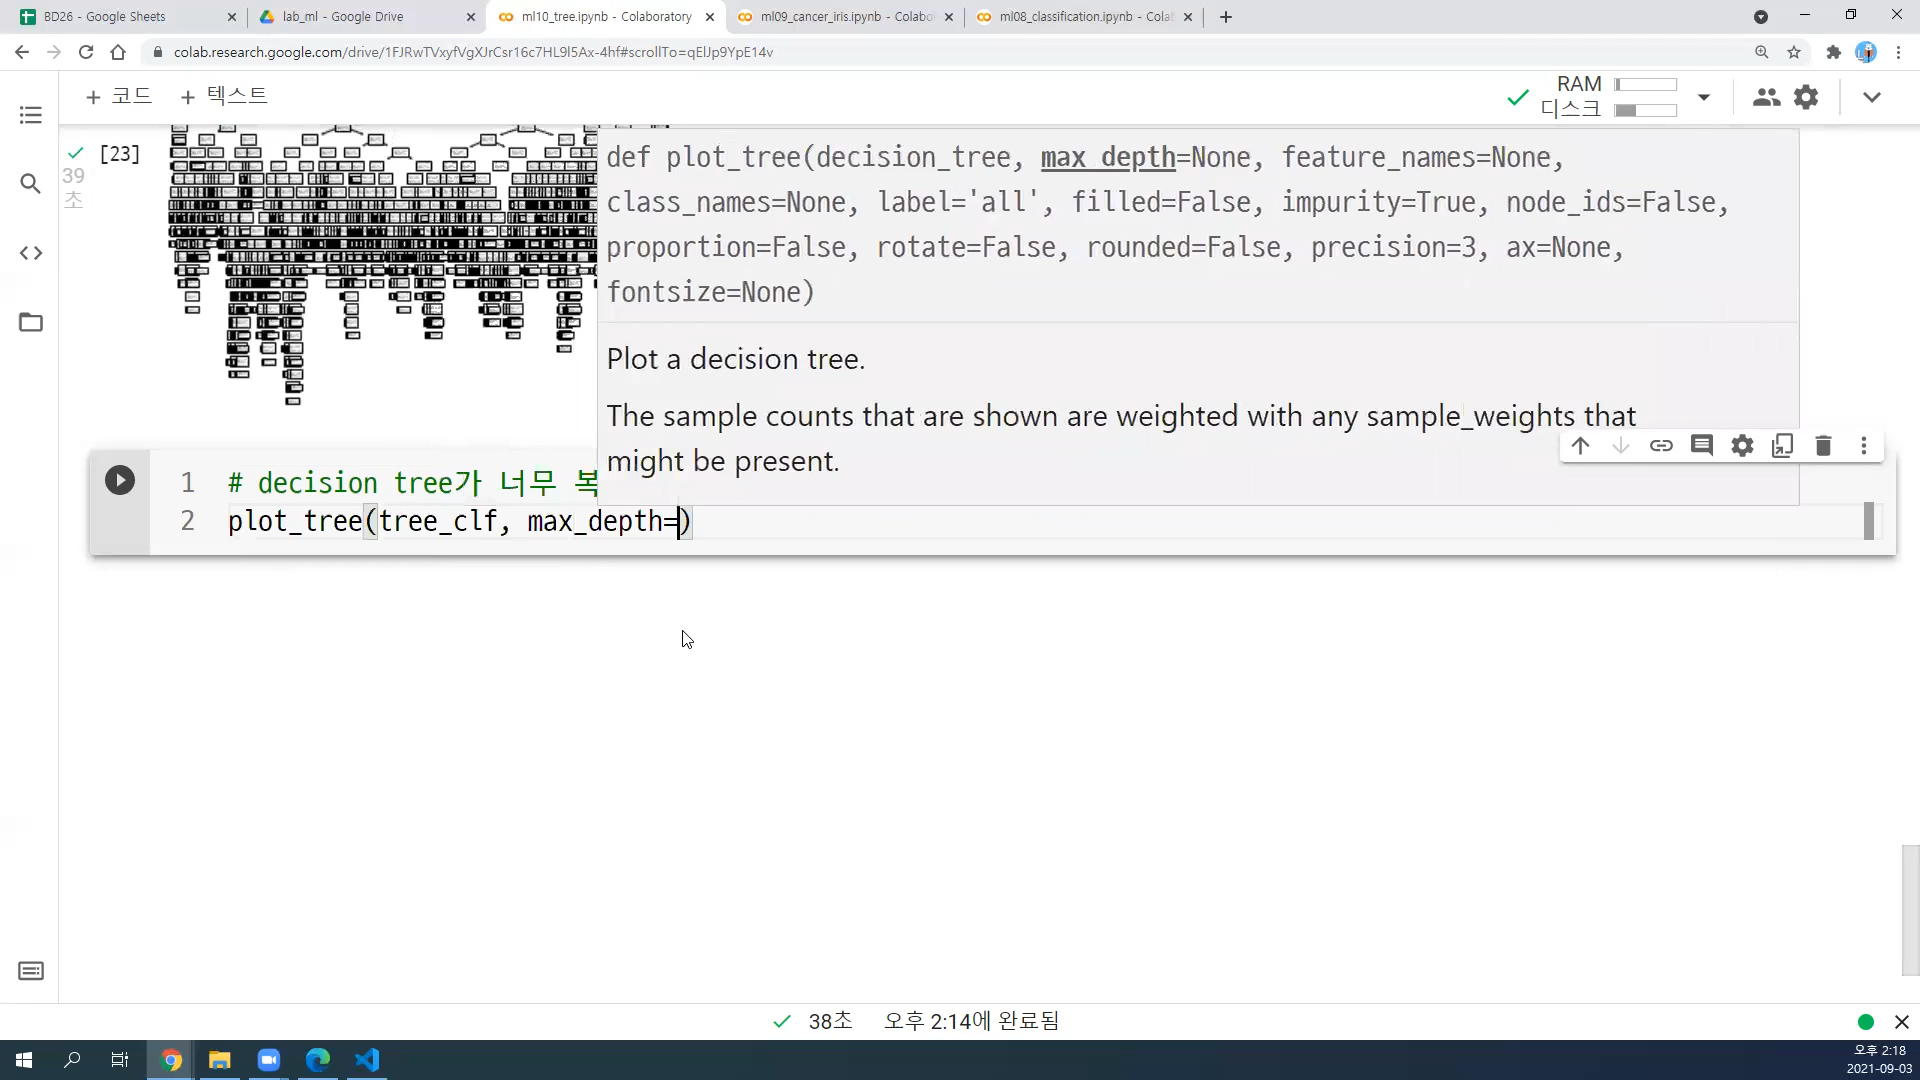 BD26 - Google Sheets
lab_ml - Google Drive
ml10_tree.ipynb - Colaboratory
ml09_cancer_iris.ipynb - Colabo
ml08_classification.ipynb - Cola
colab.research.google.com/drive/1FJRwTVxyfVgXJrCsr16c7HL9l5Ax-4hf#scrollTo=qElJp9YpE14v
+ 코드
+ 텍스트
RAM
디스크
[23]
39
초
def plot_tree(decision_tree, max_depth=None, feature_names=None,
class_names=None, label='all', filled=False, impurity=True, node_ids=False,
proportion=False, rotate=False, rounded=False, precision=3, ax=None,
fontsize=None)
Plot a decision tree.
The sample counts that are shown are weighted with any sample_weights that
might be present.
1 # decision tree가 너무 복
2 plot_tree(tree_clf, max_depth=)
38초 오후 2:14에 완료됨
오후 2:18
2021-09-03